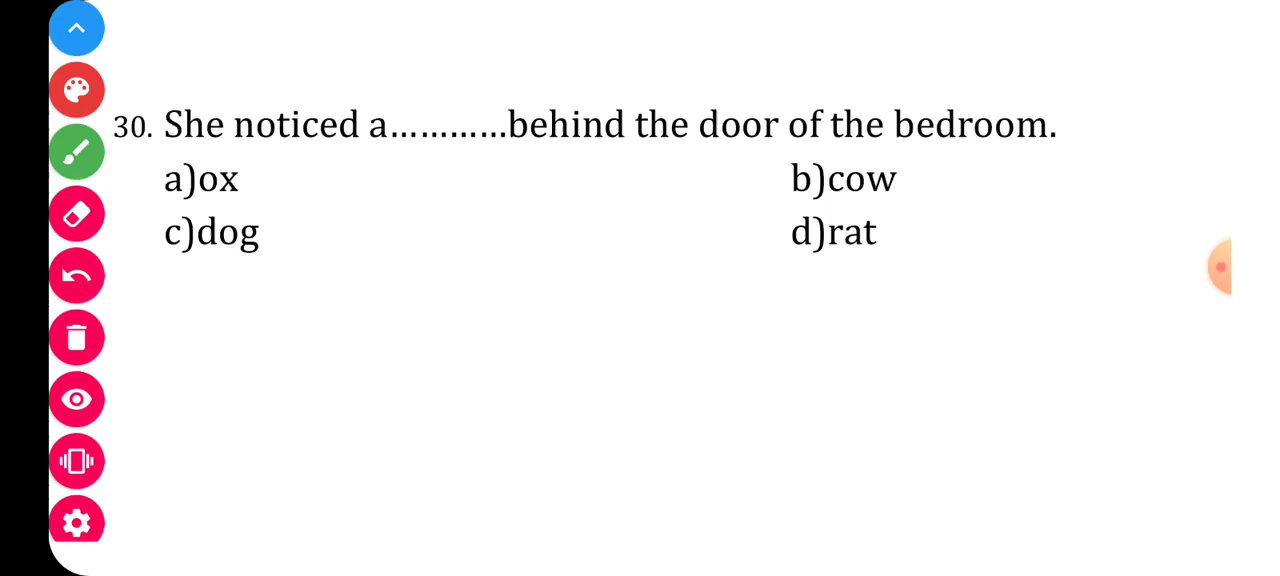 30. She noticed a............behind the door of the bedroom.
a)ox b)cow
c)dog d)rat